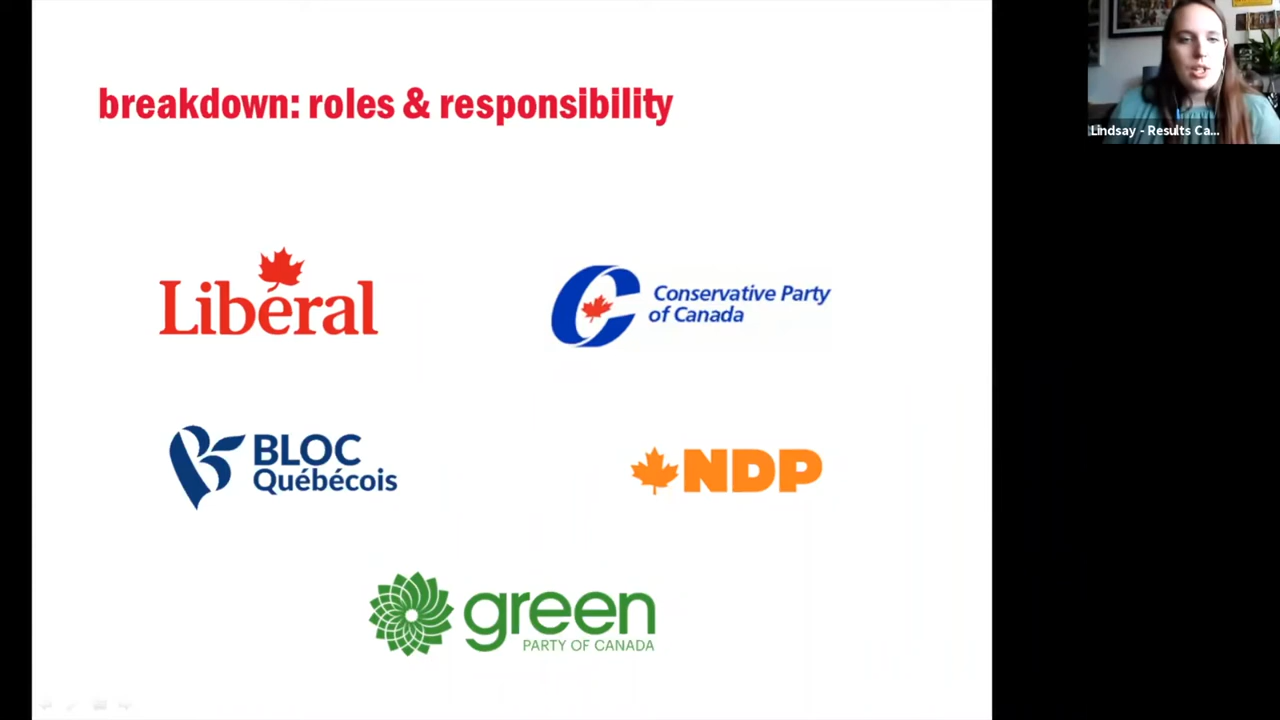 breakdown: roles & responsibility
Lindsay - Results Ca...
Liberal
Conservative Party
of Canada
BLOC
Québécois
NDP
green
PARTY OF CANADA